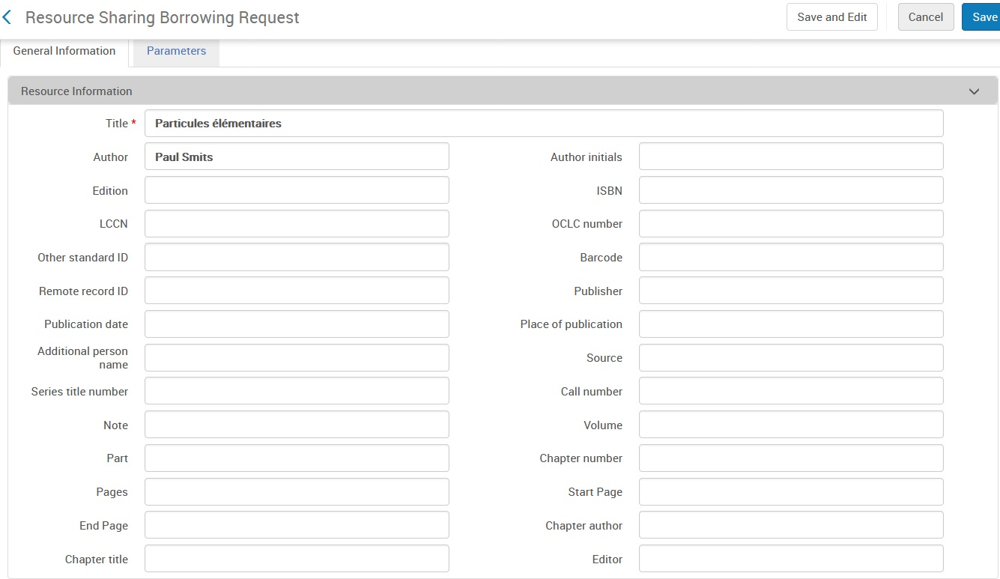 Resource Sharing Borrowing Request
Save and Edit
Cancel
Save
General Information
Parameters
Resource Information
Title *
Particules élémentaires
Author
Paul Smits
Author initials
Edition
ISBN
LCCN
OCLC number
Other standard ID
Barcode
Remote record ID
Publisher
Publication date
Place of publication
Additional person
name
Source
Series title number
Call number
Note
Volume
Part
Chapter number
Pages
Start Page
End Page
Chapter author
Chapter title
Editor